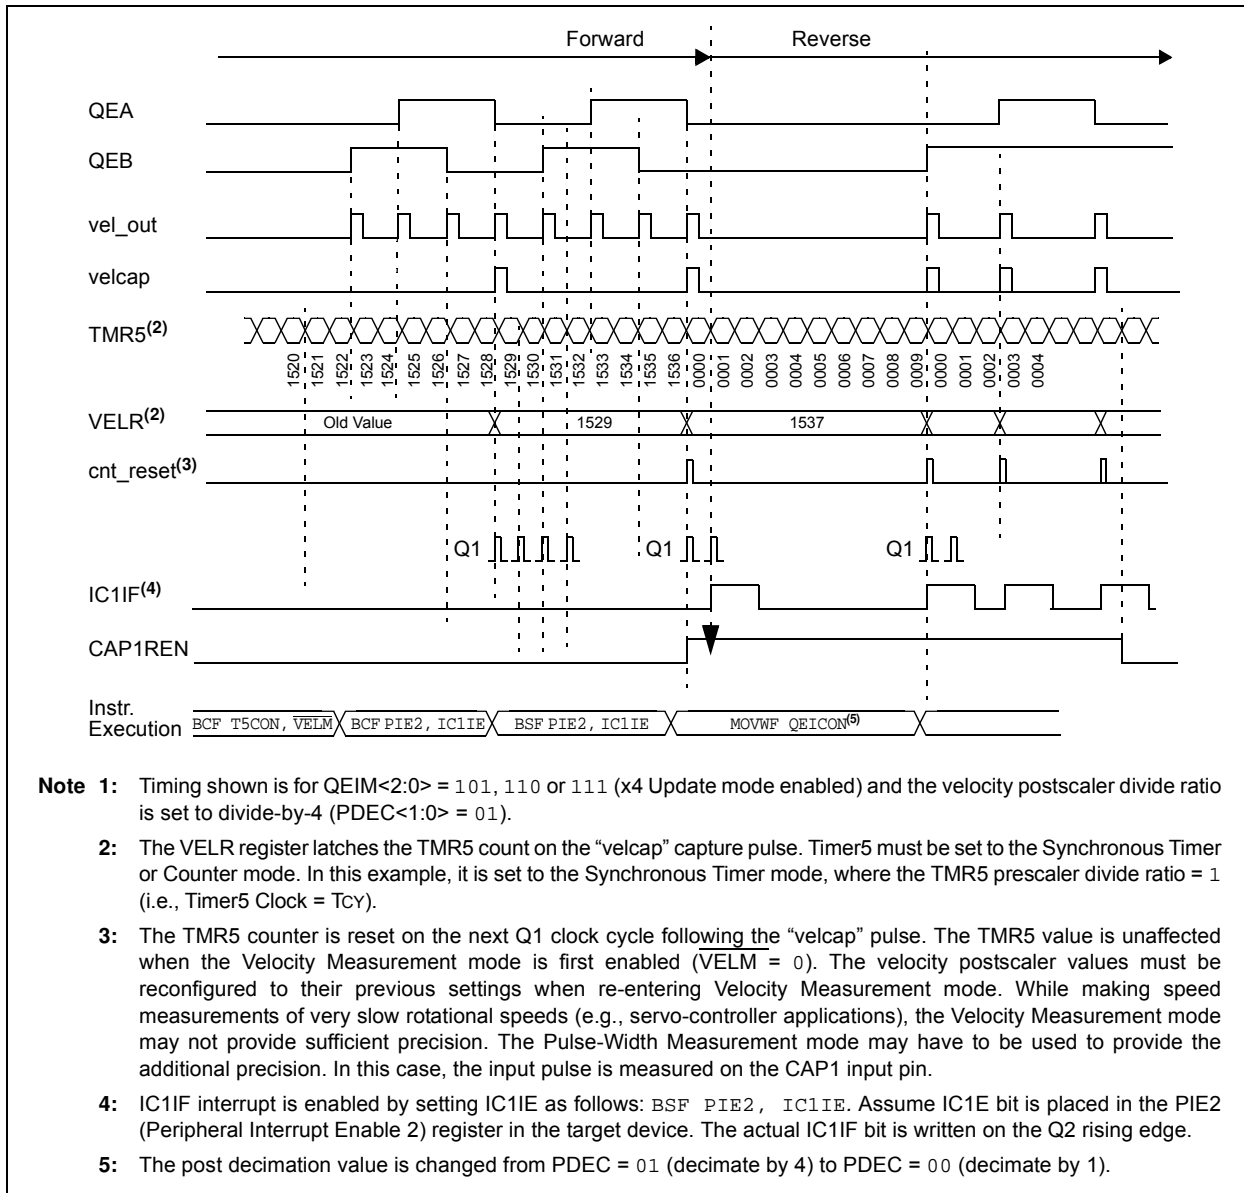 Forward Reverse
QEA
QEB
vel_out
velcap
TMR5(2)
1520 1521 1522 1523 1524 1525 1526 1527 1528 1529 1530 1531 1532 1533 1534 1535 1536 0000 0001 0002 0003 0004 0005 0006 0007 0008 0009 0000 0001 0002 0003 0004
VELR(2) Old Value 1529 1537
cnt_reset(3)
Q1 Q1 Q1
IC1IF(4)
CAP1REN
Instr.
Execution BCF T5CON, VELM BCF PIE2, IC1IE BSF PIE2, IC1IE MOVWF QEICON(5)
Note 1: Timing shown is for QEIM<2:0> = 101, 110 or 111 (x4 Update mode enabled) and the velocity postscaler divide ratio
is set to divide-by-4 (PDEC<1:0> = 01).
2: The VELR register latches the TMR5 count on the “velcap” capture pulse. Timer5 must be set to the Synchronous Timer
or Counter mode. In this example, it is set to the Synchronous Timer mode, where the TMR5 prescaler divide ratio = 1
(i.e., Timer5 Clock = TCY).
3: The TMR5 counter is reset on the next Q1 clock cycle following the “velcap” pulse. The TMR5 value is unaffected
when the Velocity Measurement mode is first enabled (VELM = 0). The velocity postscaler values must be
reconfigured to their previous settings when re-entering Velocity Measurement mode. While making speed
measurements of very slow rotational speeds (e.g., servo-controller applications), the Velocity Measurement mode
may not provide sufficient precision. The Pulse-Width Measurement mode may have to be used to provide the
additional precision. In this case, the input pulse is measured on the CAP1 input pin.
4: IC1IF interrupt is enabled by setting IC1IE as follows: BSF PIE2, IC1IE. Assume IC1E bit is placed in the PIE2
(Peripheral Interrupt Enable 2) register in the target device. The actual IC1IF bit is written on the Q2 rising edge.
5: The post decimation value is changed from PDEC = 01 (decimate by 4) to PDEC = 00 (decimate by 1).